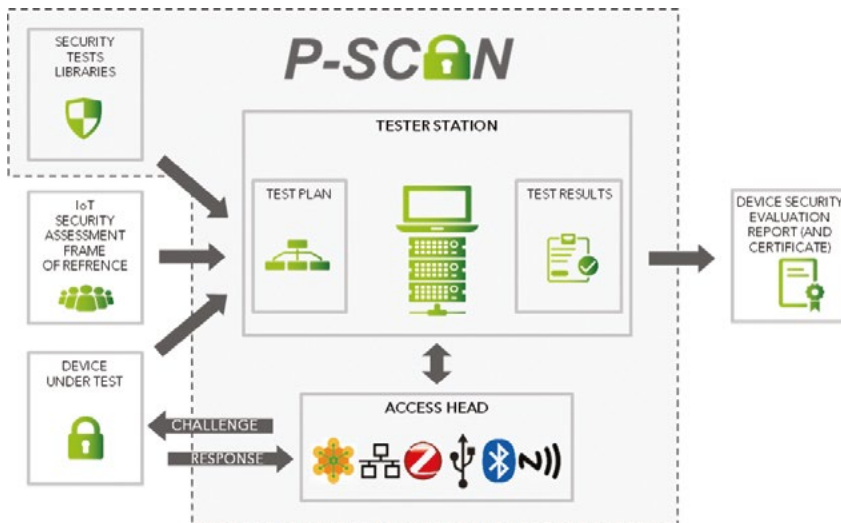 SECURITY
TESTS
LIBRARIES
P-SCAN
TESTER STATION
TEST PLAN
TEST RESULTS
IoT
SECURITY
ASSESSMENT
FRAME
OF REFRENCE
DEVICE SECURITY
EVALUATION
REPORT (AND
CERTIFICATE)
DEVICE
UNDER TEST
CHALLENGE
RESPONSE
ACCESS HEAD